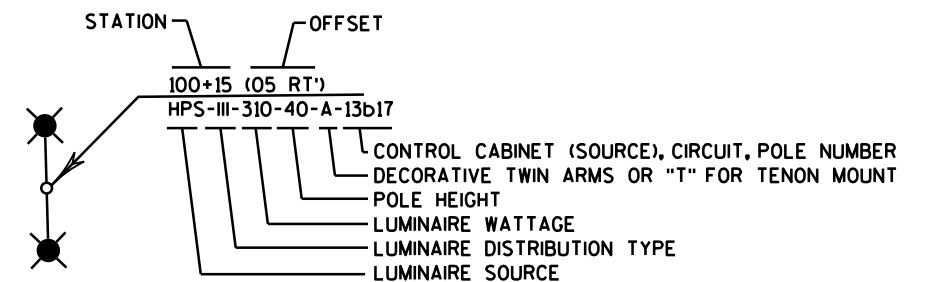 STATION
OFFSET
100+15 (05 RT')
HPS-III-310-40-A-13b17
CONTROL CABINET (SOURCE), CIRCUIT, POLE NUMBER
DECORATIVE TWIN ARMS OR "T" FOR TENON MOUNT
POLE HEIGHT
LUMINAIRE WATTAGE
LUMINAIRE DISTRIBUTION TYPE
LUMINAIRE SOURCE